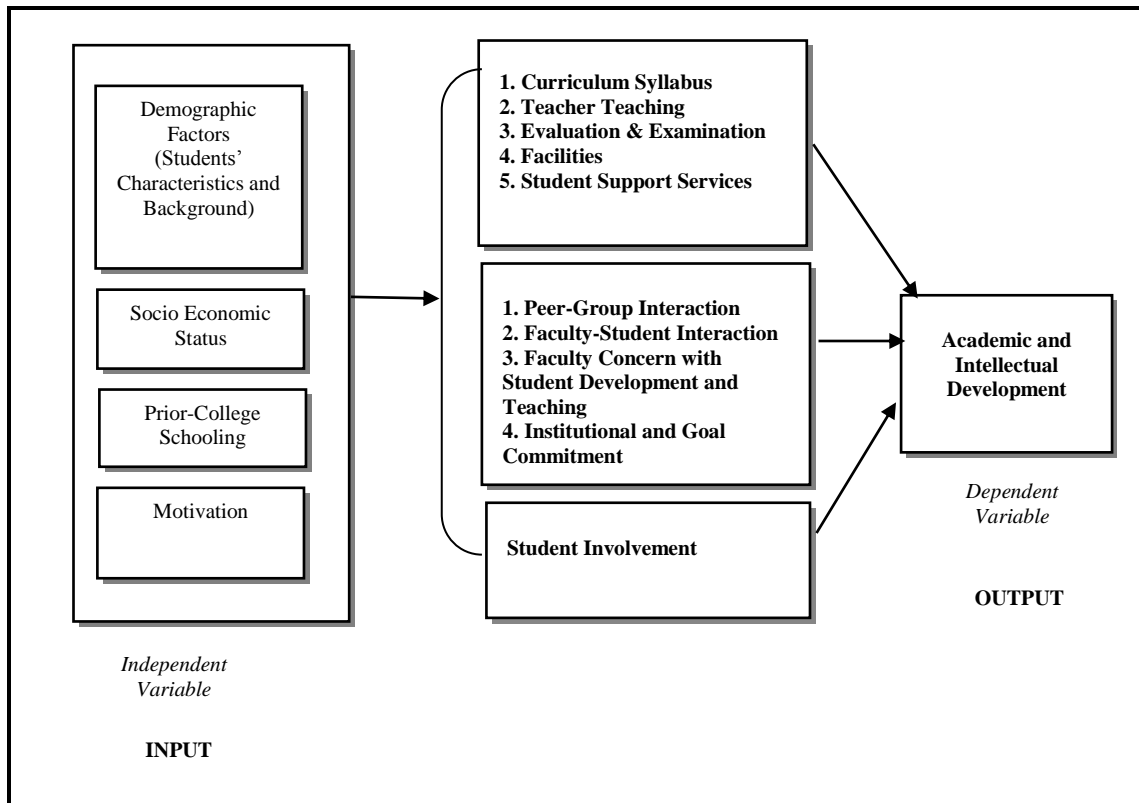 Demographic
Factors
(Students’
Characteristics and
Background)
Socio Economic
Status
Prior-College
Schooling
Motivation
Independent
Variable
INPUT
1. Curriculum Syllabus
2. Teacher Teaching
3. Evaluation & Examination
4. Facilities
5. Student Support Services
1. Peer-Group Interaction
2. Faculty-Student Interaction
3. Faculty Concern with
Student Development and
Teaching
4. Institutional and Goal
Commitment
Student Involvement
Academic and
Intellectual
Development
Dependent
Variable
OUTPUT